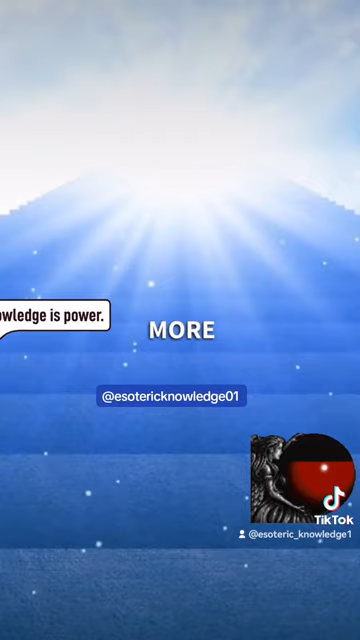 owledge is power.
MORE
@esotericknowledge01
TikTok
@esoteric_knowledge1